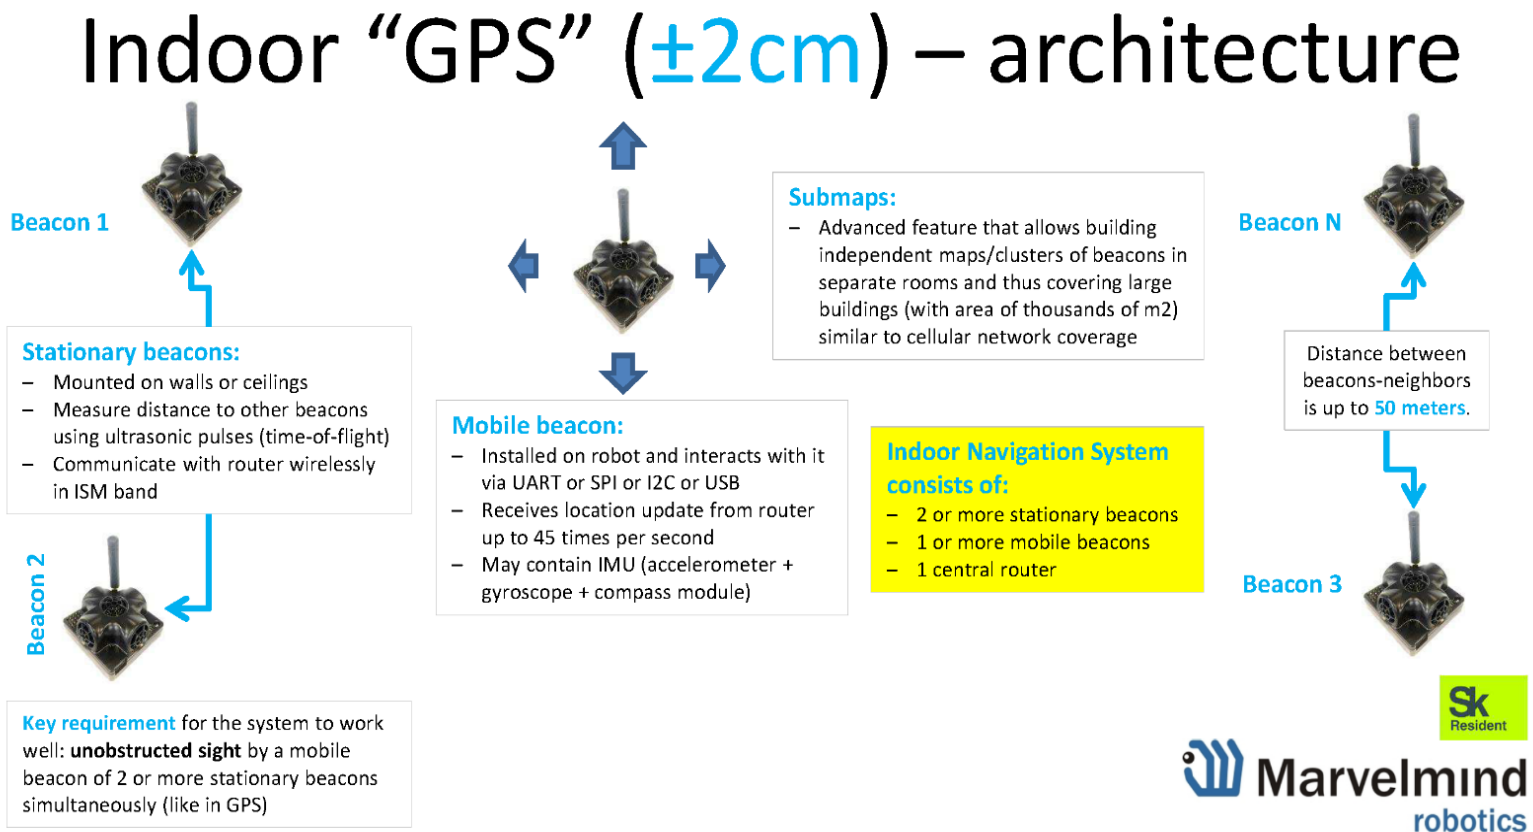 Indoor “GPS” (±2cm) – architecture
Beacon 1
Stationary beacons:
– Mounted on walls or ceilings
– Measure distance to other beacons
using ultrasonic pulses (time-of-flight)
– Communicate with router wirelessly
in ISM band
Beacon 2
Key requirement for the system to work
well: unobstructed sight by a mobile
beacon of 2 or more stationary beacons
simultaneously (like in GPS)
Mobile beacon:
– Installed on robot and interacts with it
via UART or SPI or I2C or USB
– Receives location update from router
up to 45 times per second
– May contain IMU (accelerometer +
gyroscope + compass module)
Submaps:
– Advanced feature that allows building
independent maps/clusters of beacons in
separate rooms and thus covering large
buildings (with area of thousands of m2)
similar to cellular network coverage
Indoor Navigation System
consists of:
– 2 or more stationary beacons
– 1 or more mobile beacons
– 1 central router
Beacon N
Distance between
beacons-neighbors
is up to 50 meters.
Beacon 3
Sk
Resident
Marvelmind
robotics